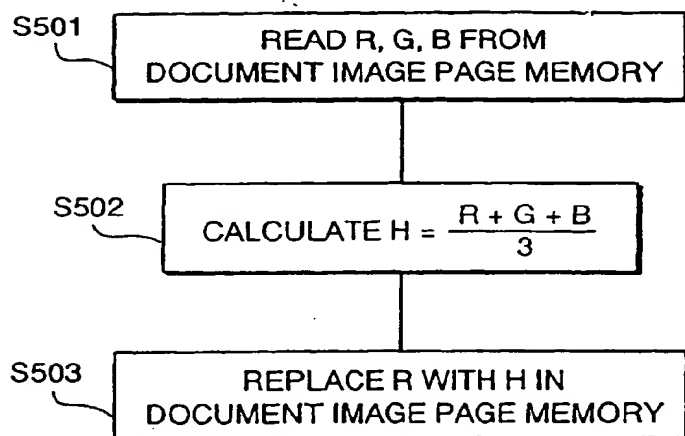 S501
READ R, G, B FROM
DOCUMENT IMAGE PAGE MEMORY
S502
CALCULATE H = (R + G + B) / 3
S503
REPLACE R WITH H IN
DOCUMENT IMAGE PAGE MEMORY